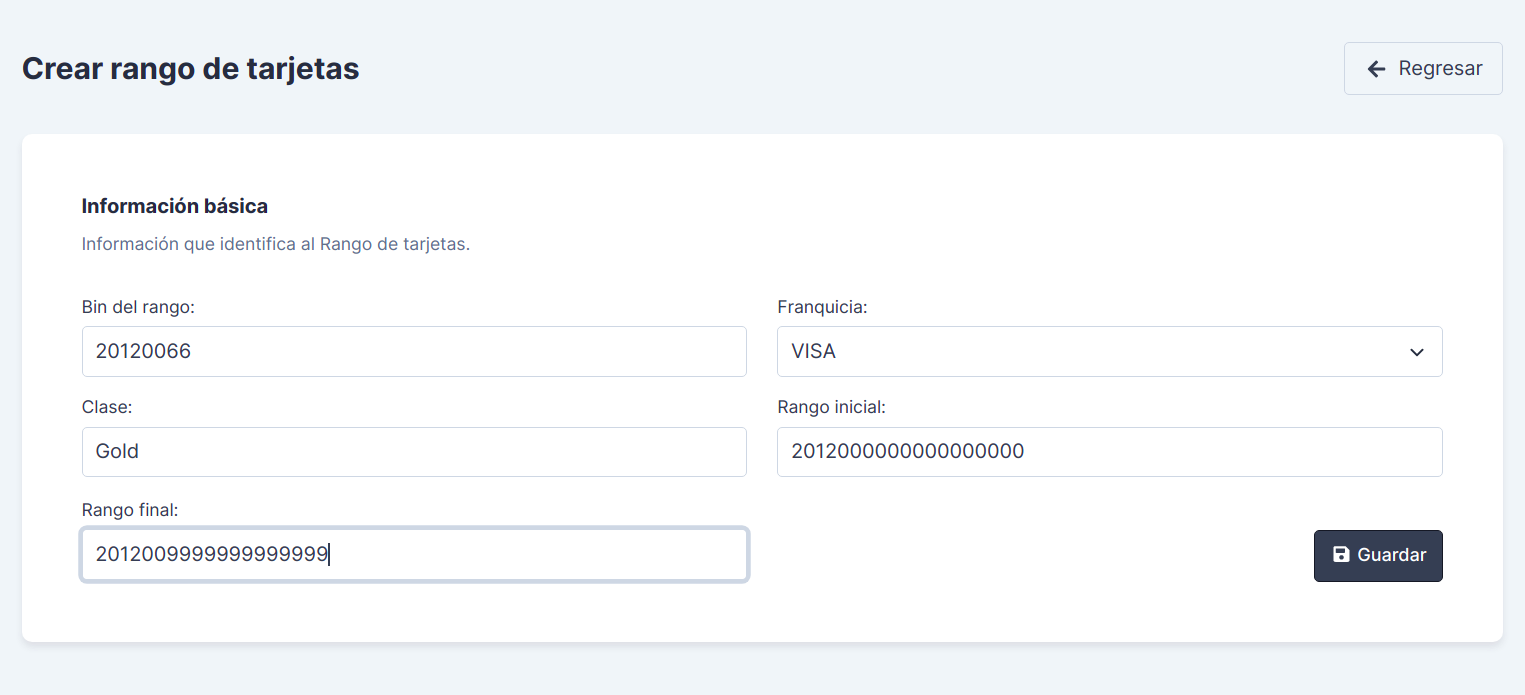 Crear rango de tarjetas
Regresar
Información básica
Información que identifica al Rango de tarjetas.
Bin del rango:
Franquicia:
20120066
VISA
Clase:
Rango inicial:
Gold
2012000000000000000
Rango final:
2012009999999999999
Guardar